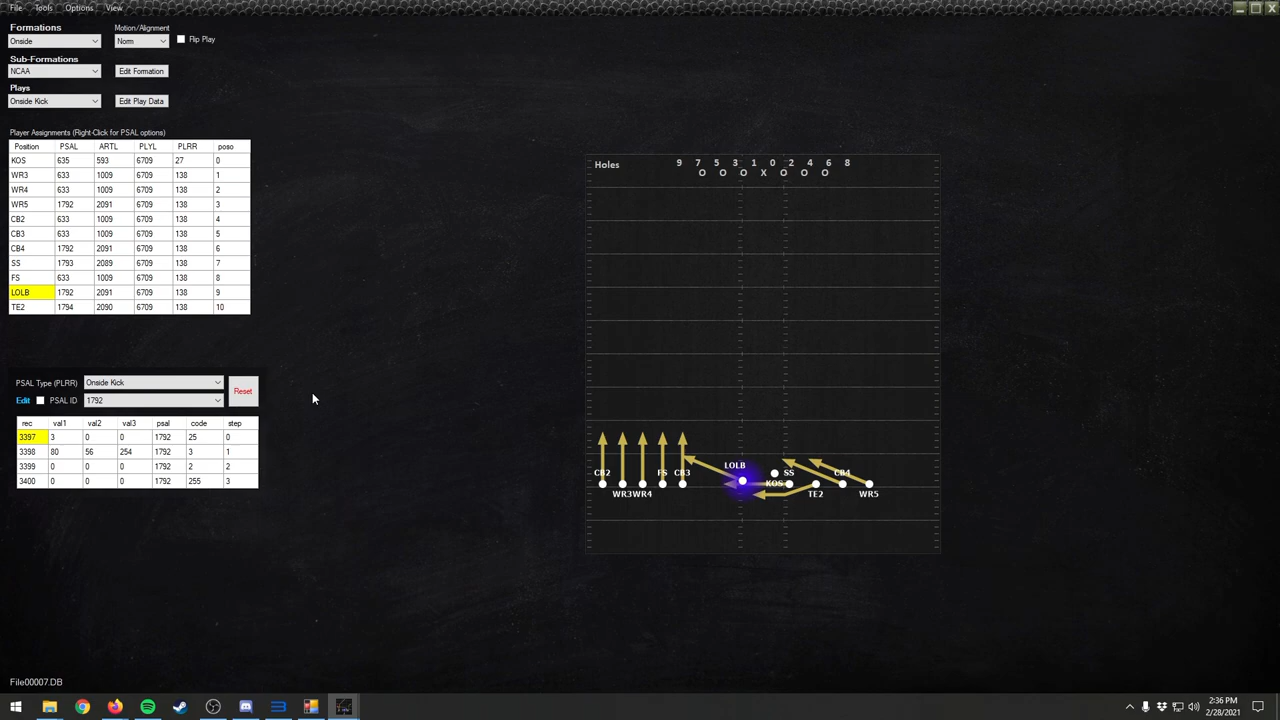 File Tools Options View
Formations Motion/Alignment
Onside Norm Flip Play
Sub-Formations
NCAA Edit Formation
Plays
Onside Kick Edit Play Data
Player Assignments (Right-Click for PSAL options)
Position PSAL ARTL PLYL PLRR poso
KOS 635 593 6709 27 0
WR3 633 1009 6709 138 1
WR4 633 1009 6709 138 2
WR5 1792 2091 6709 138 3
CB2 633 1009 6709 138 4
CB3 633 1009 6709 138 5
CB4 1792 2091 6709 138 6
SS 1793 2089 6709 138 7
FS 633 1009 6709 138 8
LOLB 1792 2091 6709 138 9
TE2 1794 2090 6709 138 10
PSAL Type (PLRR) Onside Kick Reset
Edit PSAL ID 1792
rec val1 val2 val3 psal code step
3397 3 0 0 1792 25 0
3398 80 56 254 1792 3 1
3399 0 0 0 1792 2 2
3400 0 0 0 1792 255 3
Holes 9 7 5 3 1 0 2 4 6 8
O O O X O O O
LOLB
CB2 FS CB3 SS CB4
KOS
WR3 WR4 TE2 WR5
File00007.DB
2:36 PM
2/28/2021